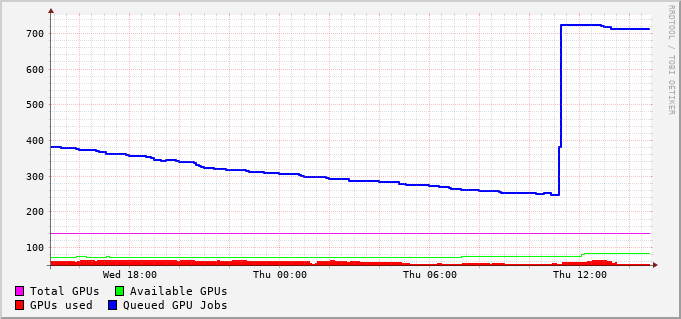 700
600
500
400
300
200
100
Wed 18:00 Thu 00:00 Thu 06:00 Thu 12:00
Total GPUs Available GPUs
GPUs used Queued GPU Jobs
RRDTOOL / TOBI OETIKER